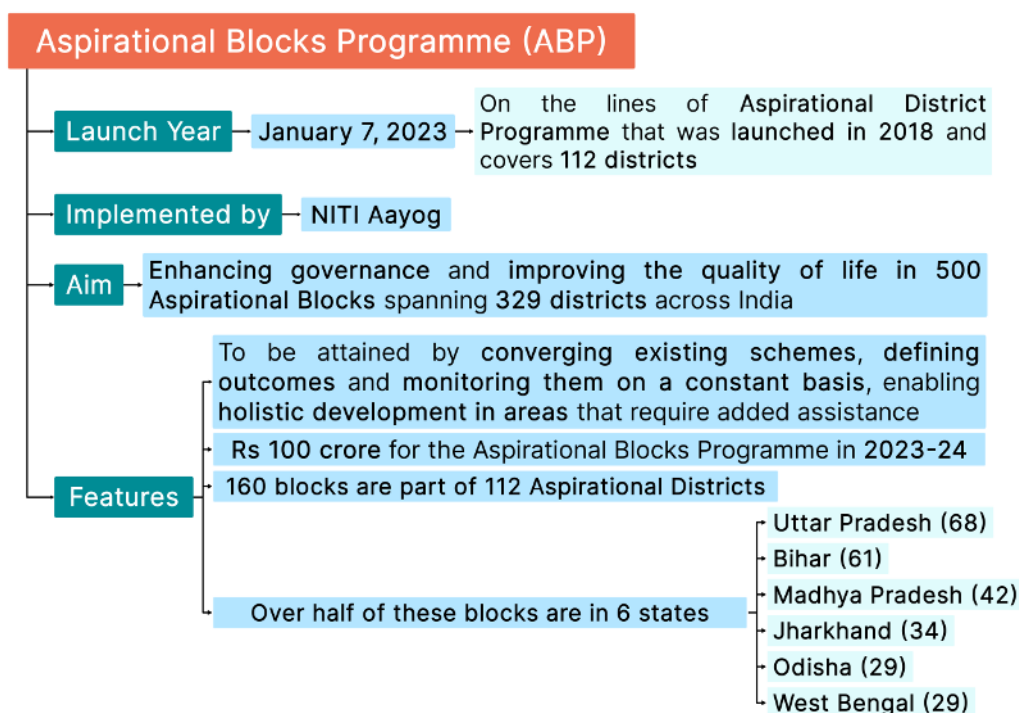 Aspirational Blocks Programme (ABP)
Launch Year
January 7, 2023
On the lines of Aspirational District
Programme that was launched in 2018 and
covers 112 districts
Implemented by
NITI Aayog
Aim
Enhancing governance and improving the quality of life in 500
Aspirational Blocks spanning 329 districts across India
Features
To be attained by converging existing schemes, defining
outcomes and monitoring them on a constant basis, enabling
holistic development in areas that require added assistance
Rs 100 crore for the Aspirational Blocks Programme in 2023-24
160 blocks are part of 112 Aspirational Districts
Over half of these blocks are in 6 states
Uttar Pradesh (68)
Bihar (61)
Madhya Pradesh (42)
Jharkhand (34)
Odisha (29)
West Bengal (29)